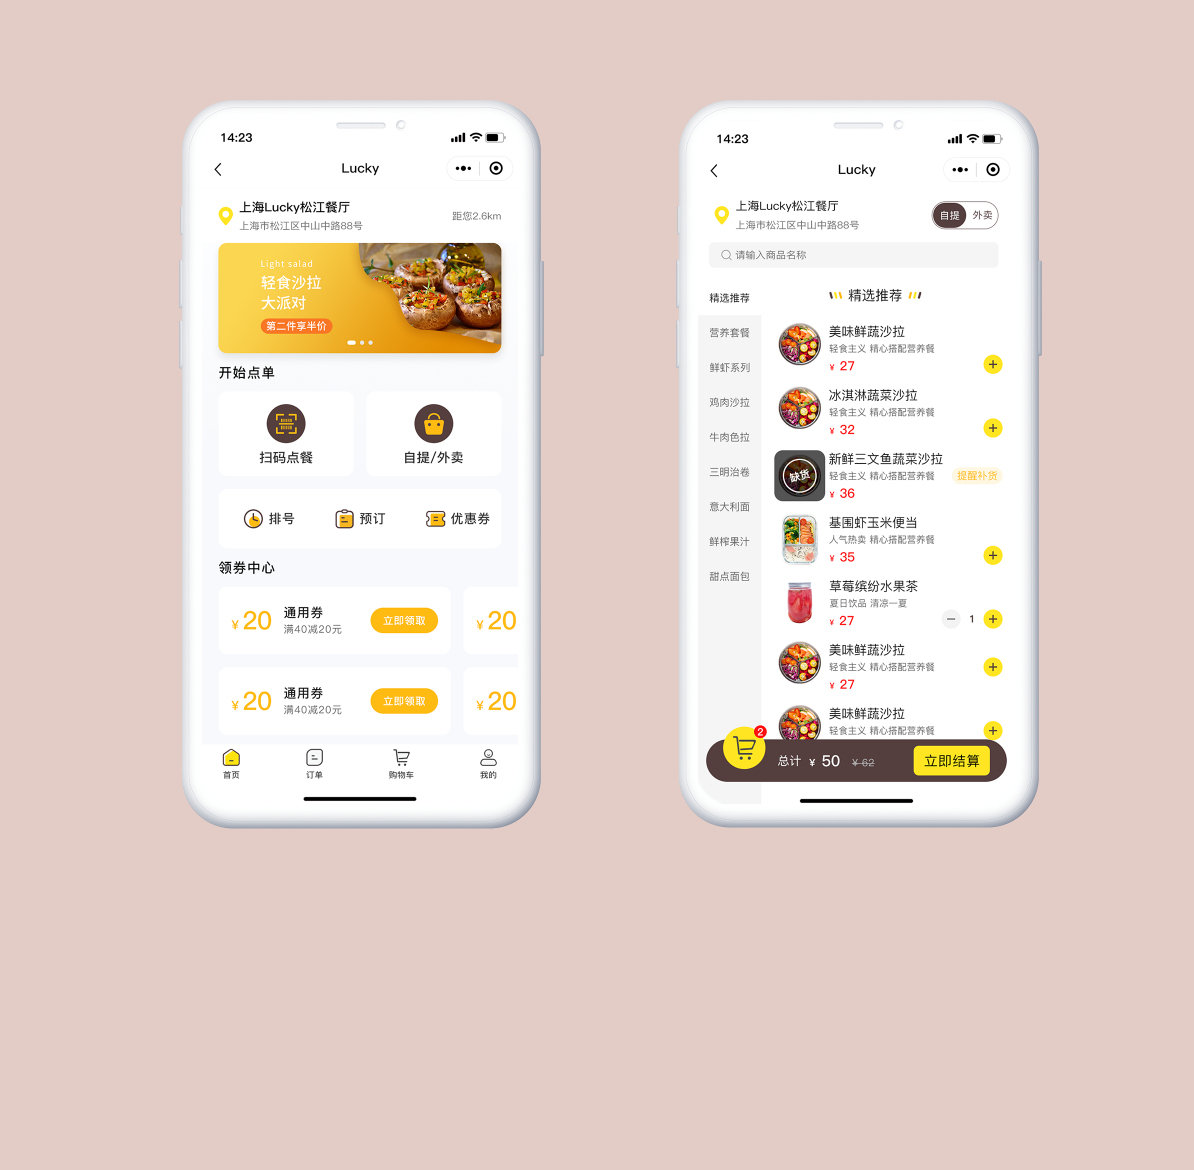 14:23
Lucky
上海Lucky松江餐厅
上海市松江区中山中路88号
距您2.6km
Light salad
轻食沙拉
大派对
第二件享半价
开始点单
扫码点餐
自提/外卖
排号
预订
优惠券
领券中心
¥ 20
通用券
满40减20元
立即领取
¥ 20
¥ 20
通用券
满40减20元
立即领取
¥ 20
首页
订单
购物车
我的
14:23
Lucky
上海Lucky松江餐厅
上海市松江区中山中路88号
自提
外卖
请输入商品名称
精选推荐
营养套餐
鲜虾系列
鸡肉沙拉
牛肉色拉
三明治卷
意大利面
鲜榨果汁
甜点面包
精选推荐
美味鲜蔬沙拉
轻食主义 精心搭配营养餐
¥ 27
冰淇淋蔬菜沙拉
轻食主义 精心搭配营养餐
¥ 32
缺货
新鲜三文鱼蔬菜沙拉
轻食主义 精心搭配营养餐
¥ 36
提醒补货
基围虾玉米便当
人气热卖 精心搭配营养餐
¥ 35
草莓缤纷水果茶
夏日饮品 清凉一夏
¥ 27
1
美味鲜蔬沙拉
轻食主义 精心搭配营养餐
¥ 27
美味鲜蔬沙拉
轻食主义 精心搭配营养餐
2
总计 ¥ 50 ¥ 62
立即结算